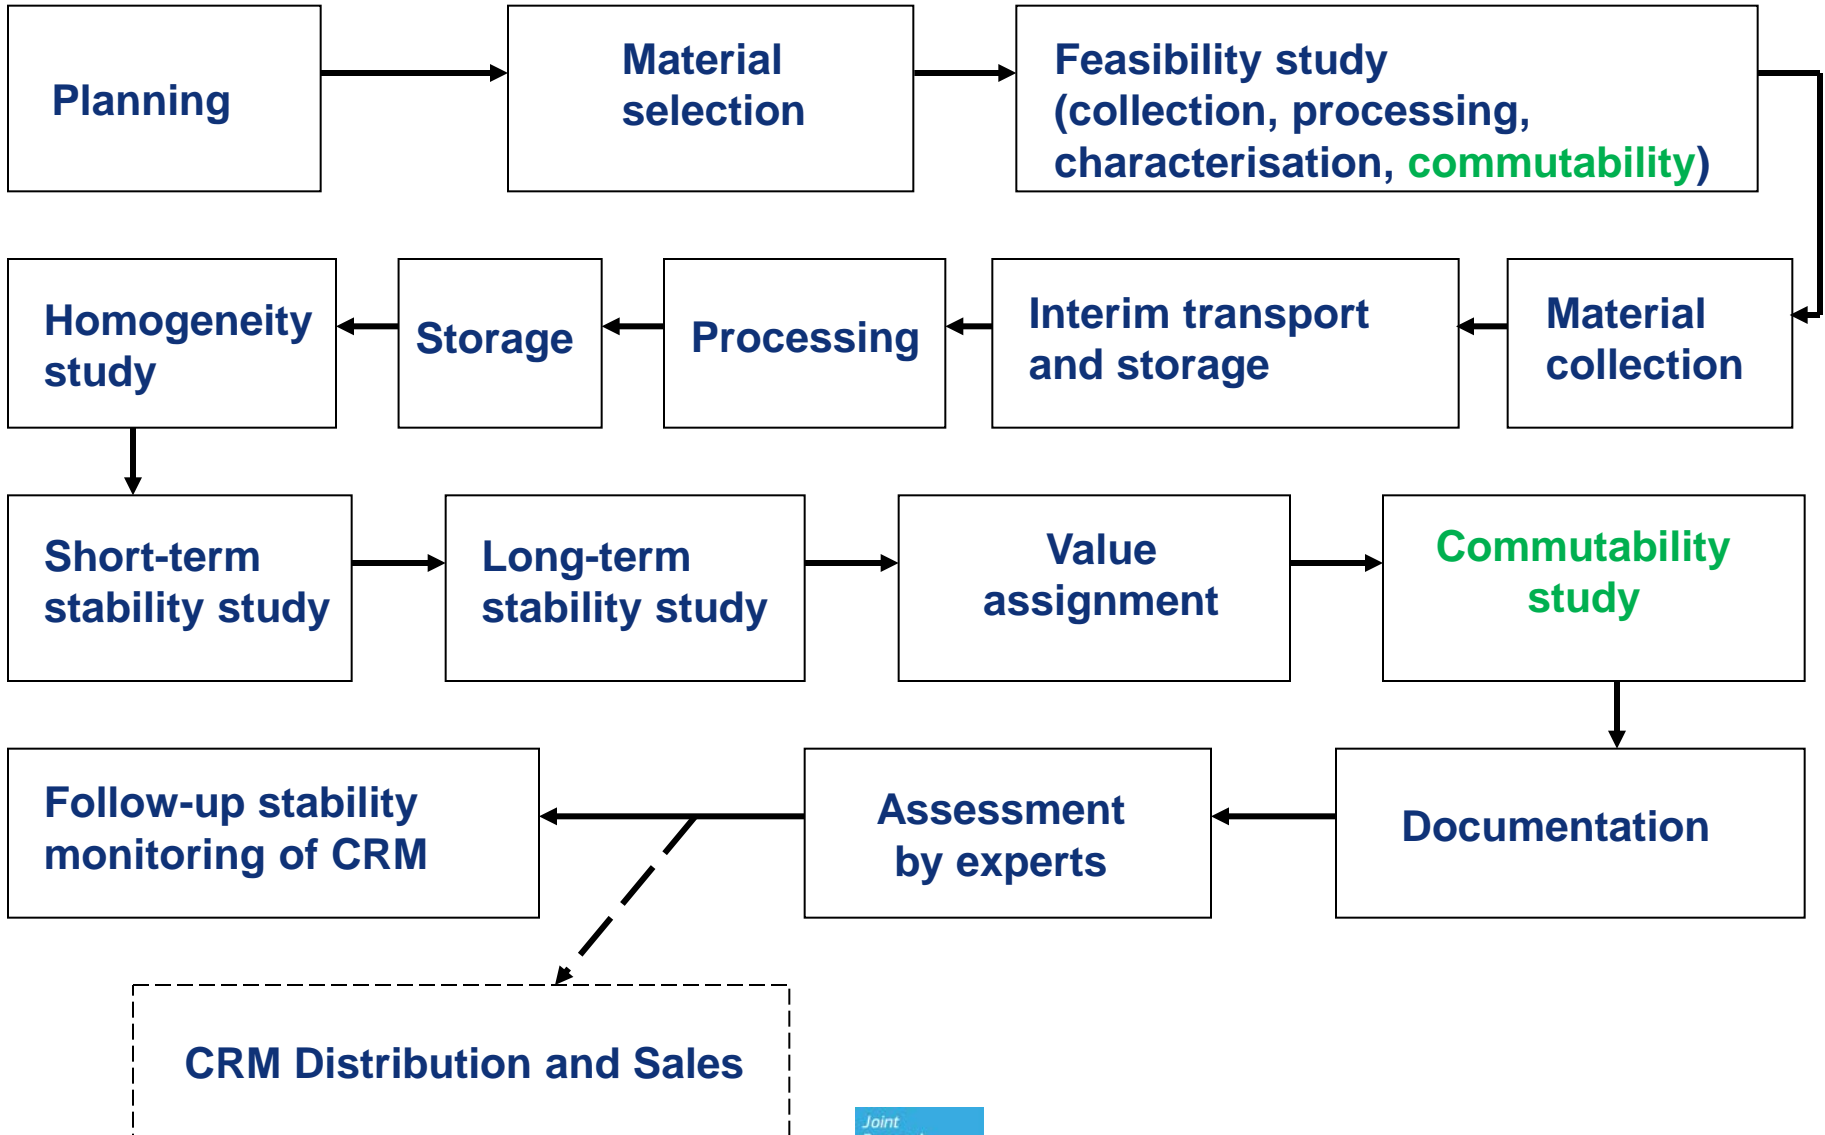 Planning
Material
selection
Feasibility study
(collection, processing,
characterisation, commutability)
Homogeneity
study
Storage
Processing
Interim transport
and storage
Material
collection
Short-term
stability study
Long-term
stability study
Value
assignment
Commutability
study
Follow-up stability
monitoring of CRM
Assessment
by experts
Documentation
CRM Distribution and Sales
Joint